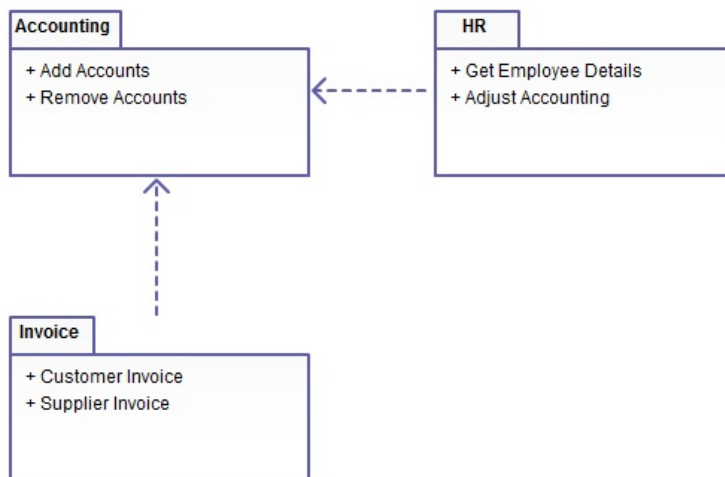 Accounting
+ Add Accounts
+ Remove Accounts
HR
+ Get Employee Details
+ Adjust Accounting
Invoice
+ Customer Invoice
+ Supplier Invoice